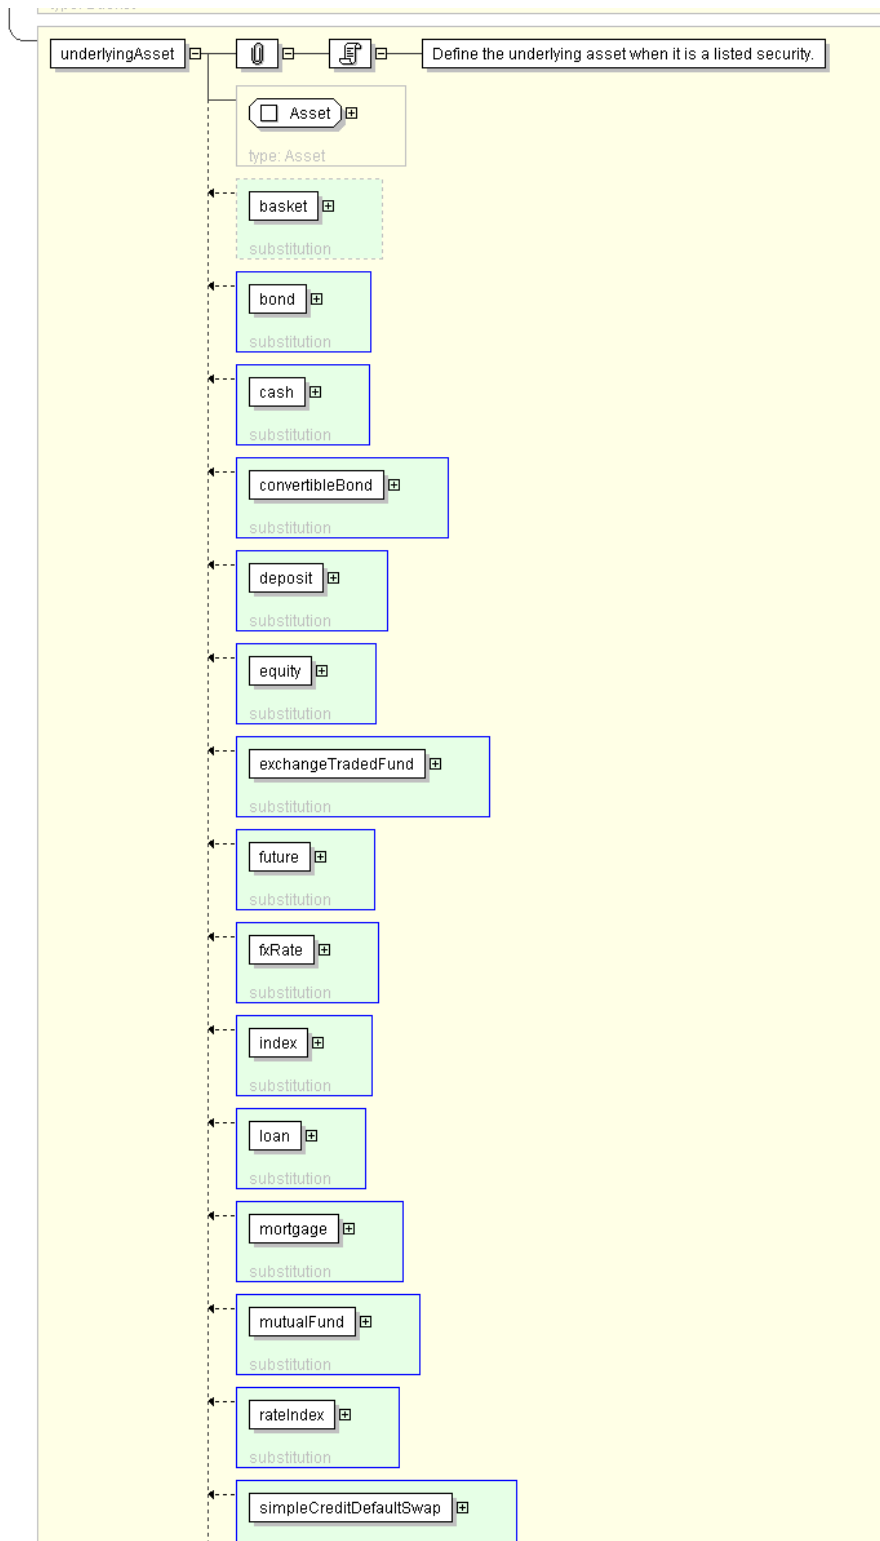 underlyingAsset
Define the underlying asset when it is a listed security.
Asset
type: Asset
basket
substitution
bond
substitution
cash
substitution
convertibleBond
substitution
deposit
substitution
equity
substitution
exchangeTradedFund
substitution
future
substitution
fxRate
substitution
index
substitution
loan
substitution
mortgage
substitution
mutualFund
substitution
rateIndex
substitution
simpleCreditDefaultSwap